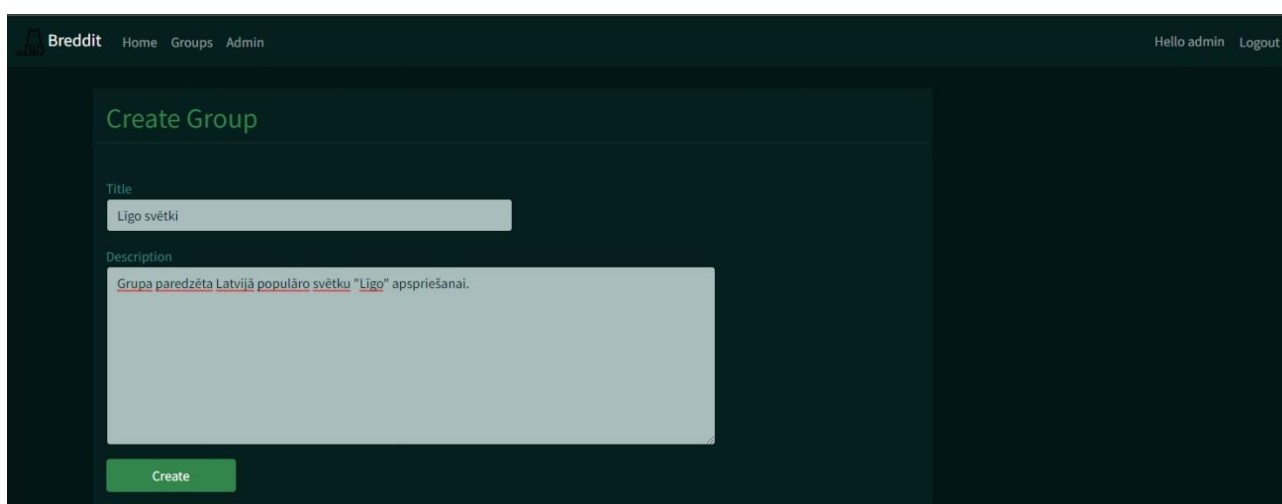 Breddit Home Groups Admin Hello admin Logout
Create Group
Title
Līgo svētki
Description
Grupa paredzēta Latvijā populāro svētku "Līgo" apspriešanai.
Create